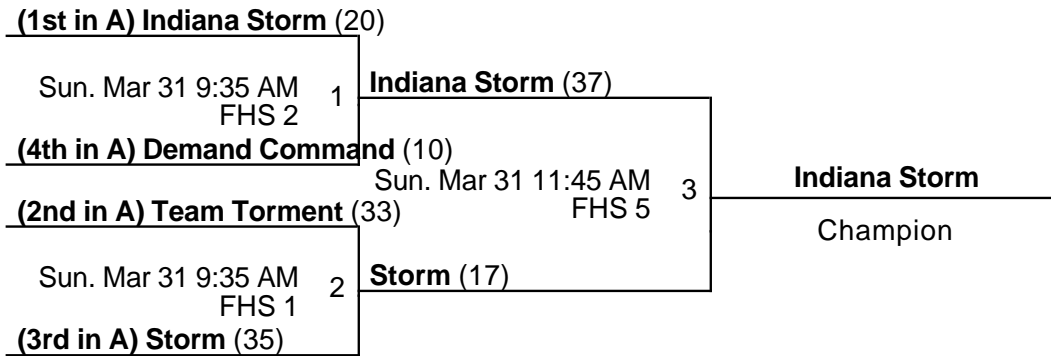 (1st in A) Indiana Storm (20)
Sun. Mar 31 9:35 AM 1
FHS 2
Indiana Storm (37)
(4th in A) Demand Command (10)
Sun. Mar 31 11:45 AM 3
FHS 5
Indiana Storm
Champion
(2nd in A) Team Torment (33)
Sun. Mar 31 9:35 AM 2
FHS 1
Storm (17)
(3rd in A) Storm (35)